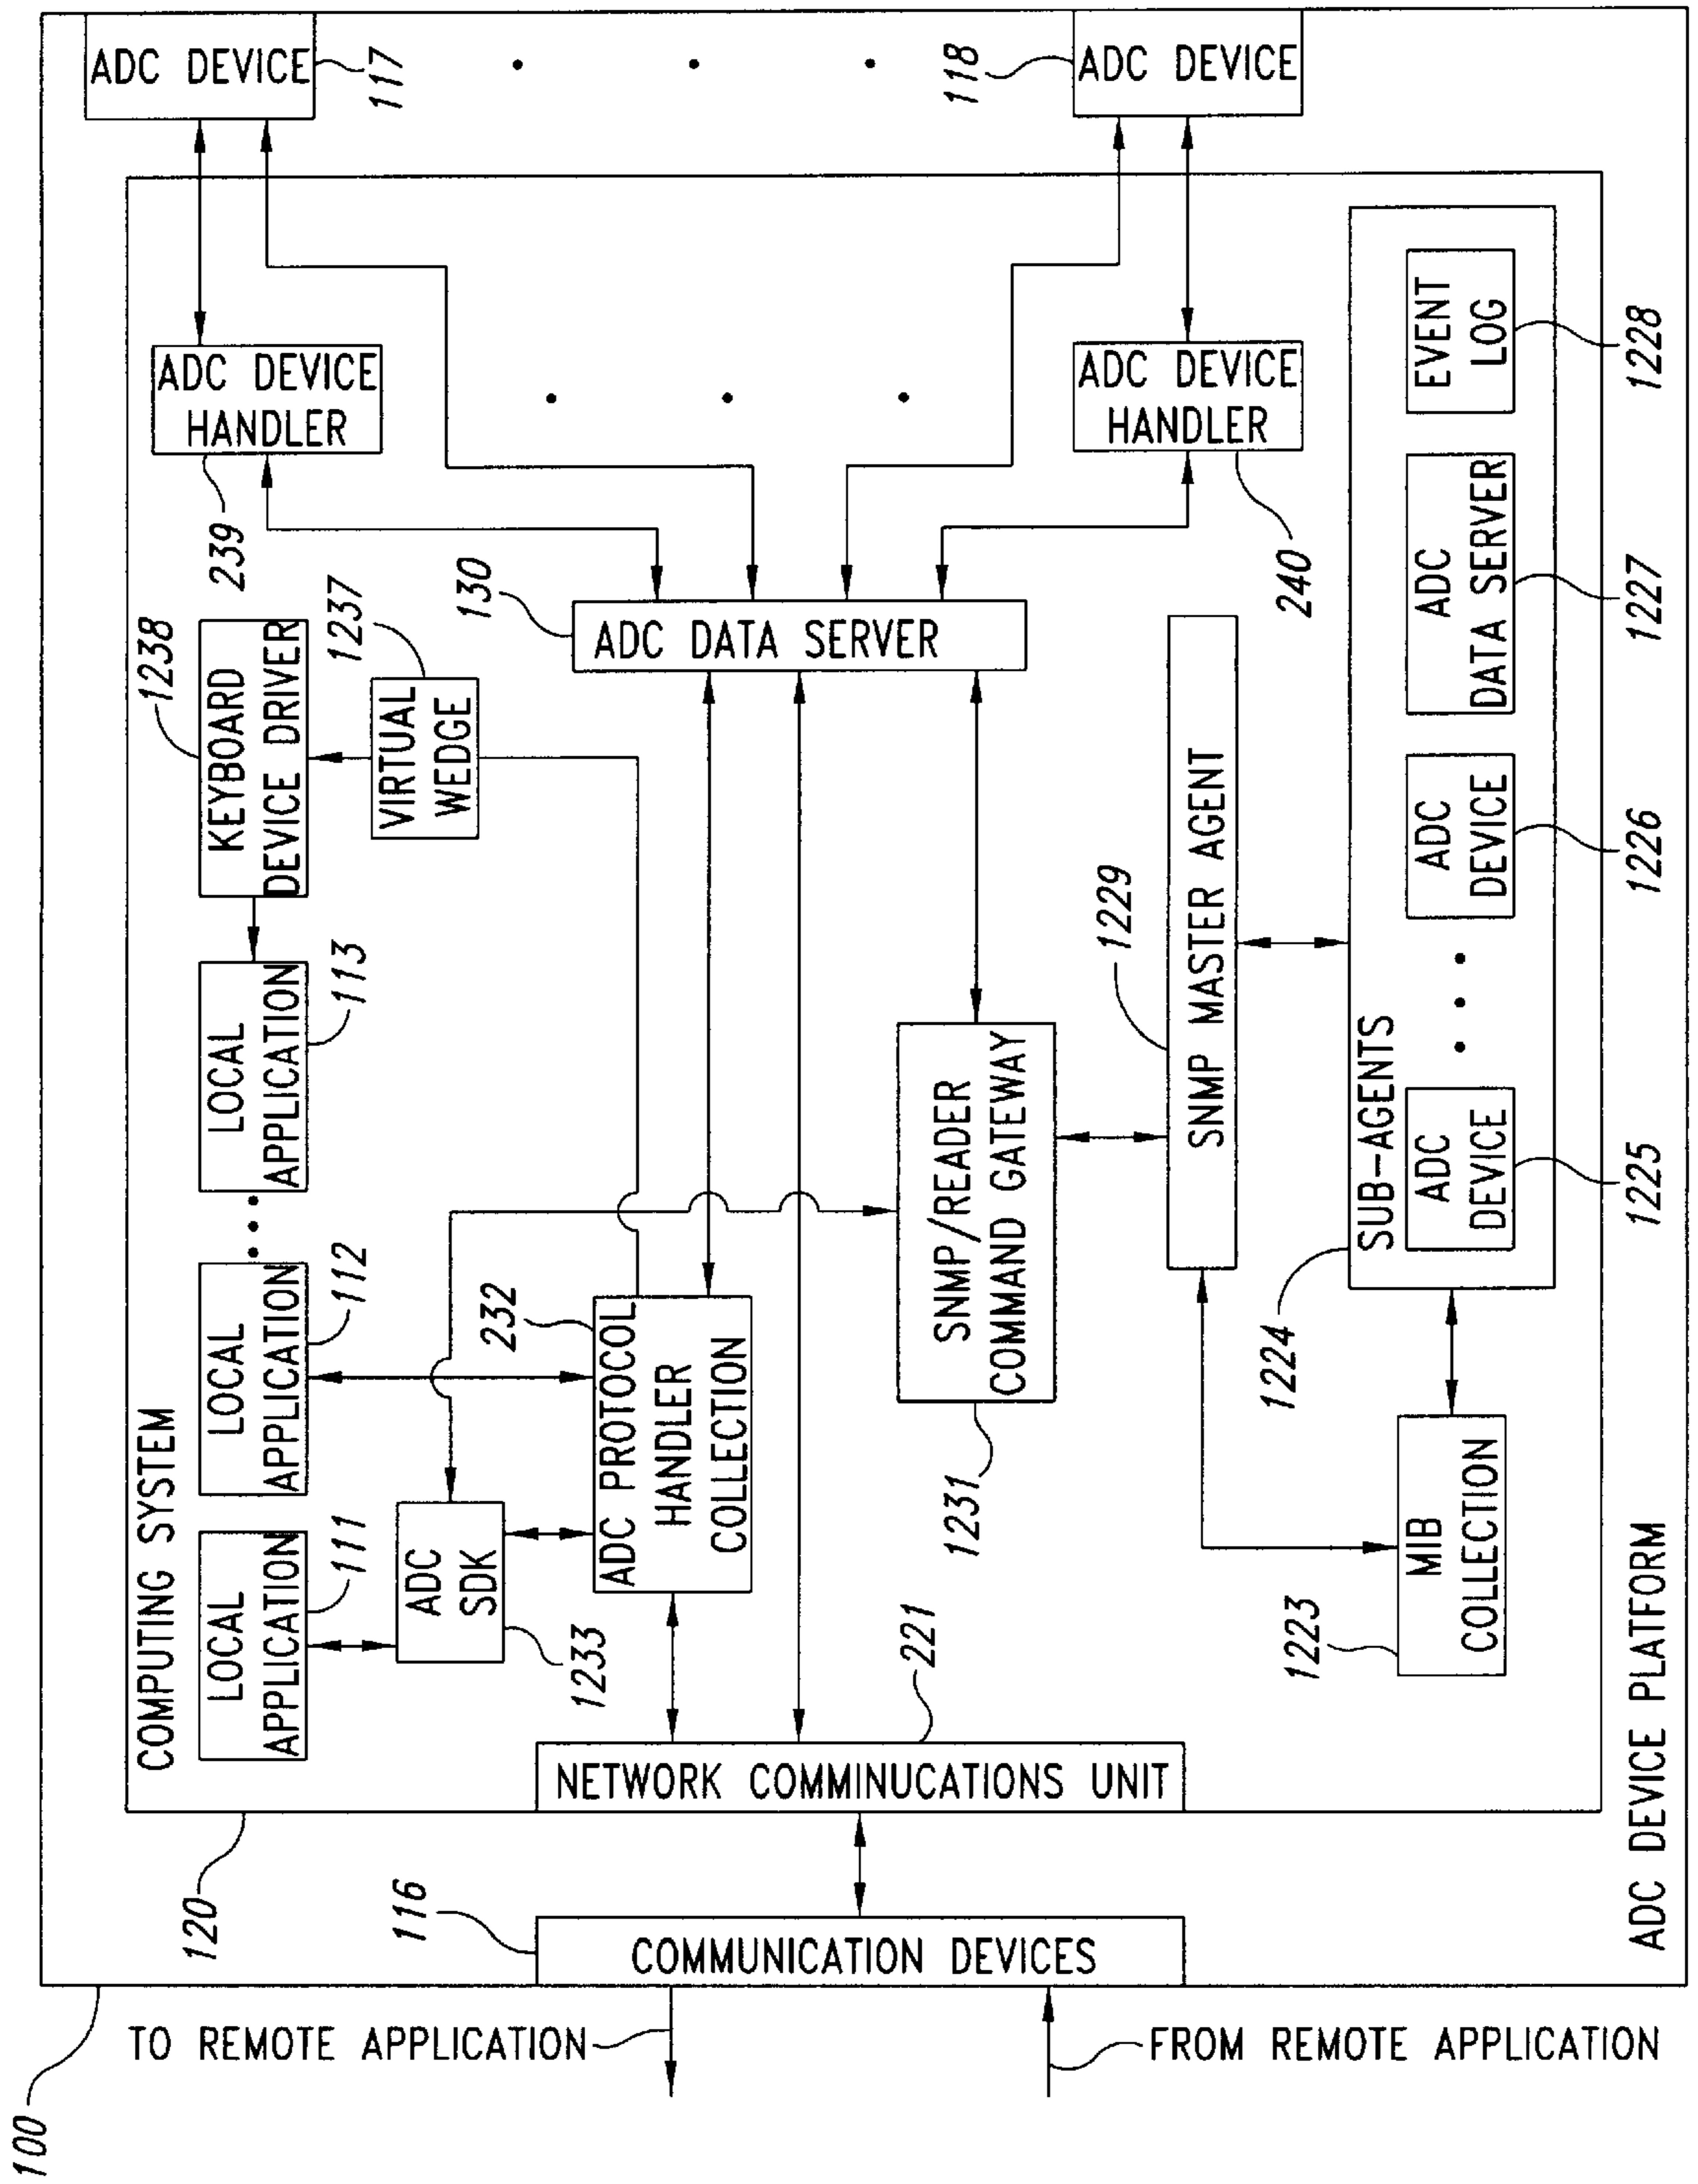 ADC DEVICE
117
118
ADC DEVICE
ADC DEVICE
HANDLER
239
ADC DEVICE
HANDLER
240
EVENT
LOG
1228
KEYBOARD
DEVICE DRIVER
1238
VIRTUAL
WEDGE
1237
130
ADC DATA SERVER
ADC
DATA SERVER
1227
LOCAL
APPLICATION
113
SNMP MASTER AGENT
1229
ADC
DEVICE
1226
LOCAL
APPLICATION
112
232
ADC PROTOCOL
HANDLER
COLLECTION
SNMP/READER
COMMAND GATEWAY
1231
SUB-AGENTS
ADC
DEVICE
1225
1224
COMPUTING SYSTEM
LOCAL
APPLICATION
111
ADC
SDK
1233
MIB
COLLECTION
1223
221
NETWORK COMMINUCATIONS UNIT
120
116
COMMUNICATION DEVICES
ADC DEVICE PLATFORM
100
TO REMOTE APPLICATION
FROM REMOTE APPLICATION